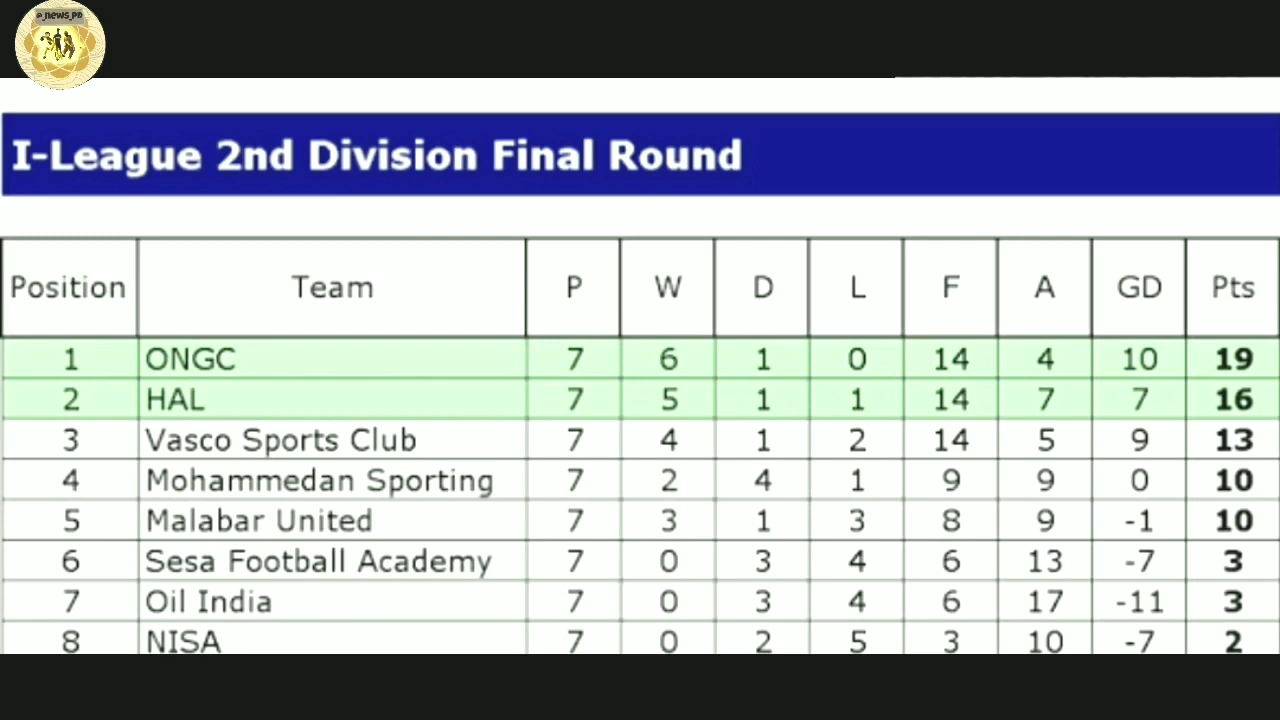 @_news_PD
I-League 2nd Division Final Round
Position Team P W D L F A GD Pts
1 ONGC 7 6 1 0 14 4 10 19
2 HAL 7 5 1 1 14 7 7 16
3 Vasco Sports Club 7 4 1 2 14 5 9 13
4 Mohammedan Sporting 7 2 4 1 9 9 0 10
5 Malabar United 7 3 1 3 8 9 -1 10
6 Sesa Football Academy 7 0 3 4 6 13 -7 3
7 Oil India 7 0 3 4 6 17 -11 3
8 NISA 7 0 2 5 3 10 -7 2